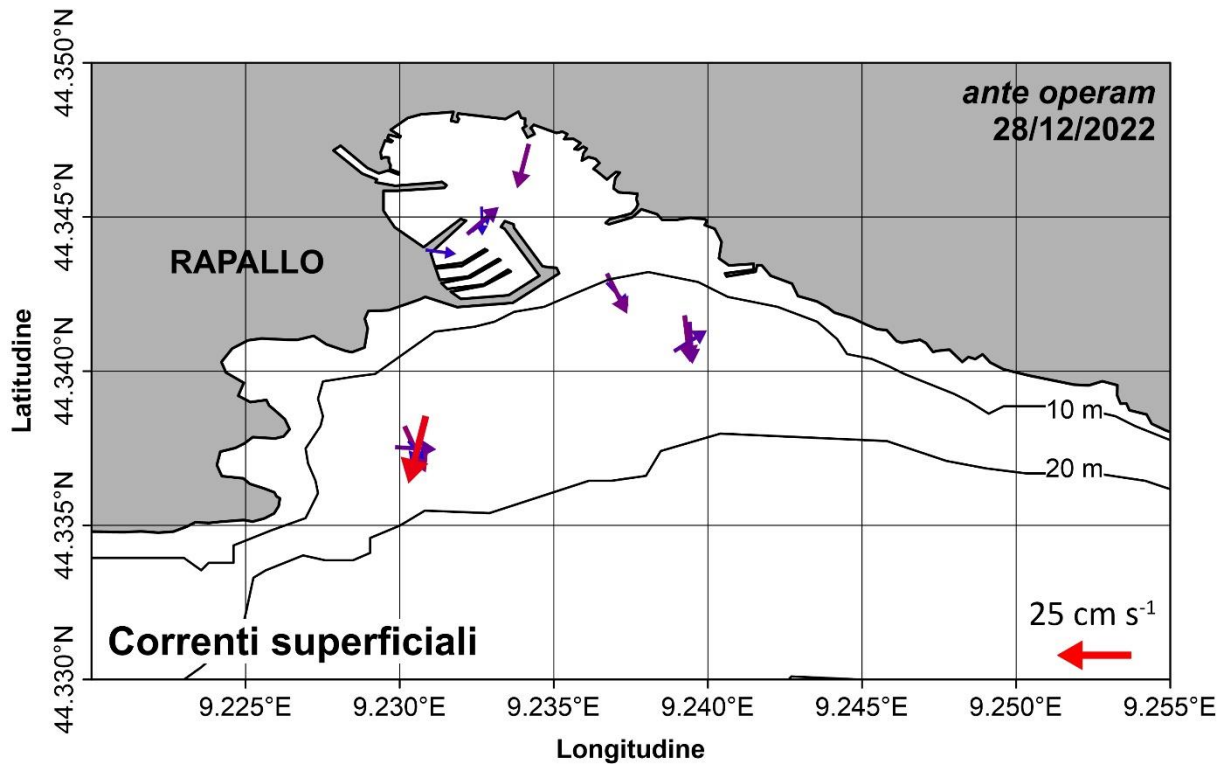 44.350°N
44.345°N
44.340°N
44.335°N
44.330°N
Latitudine
ante operam
28/12/2022
RAPALLO
10 m
20 m
25 cm s⁻¹
Correnti superficiali
9.225°E 9.230°E 9.235°E 9.240°E 9.245°E 9.250°E 9.255°E
Longitudine